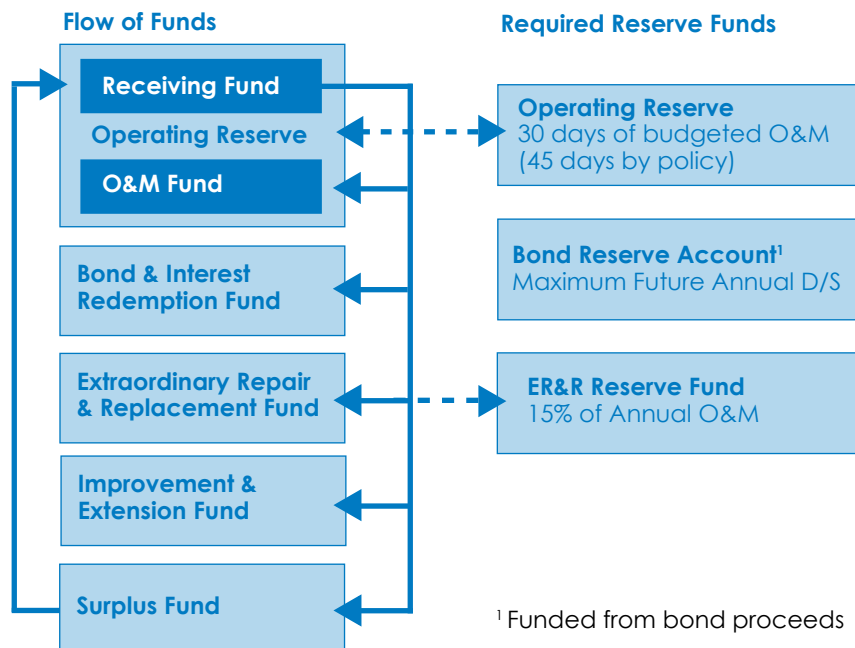 Flow of Funds
Receiving Fund
Operating Reserve
O&M Fund
Bond & Interest
Redemption Fund
Extraordinary Repair
& Replacement Fund
Improvement &
Extension Fund
Surplus Fund
Required Reserve Funds
Operating Reserve
30 days of budgeted O&M
(45 days by policy)
Bond Reserve Account¹
Maximum Future Annual D/S
ER&R Reserve Fund
15% of Annual O&M
¹ Funded from bond proceeds